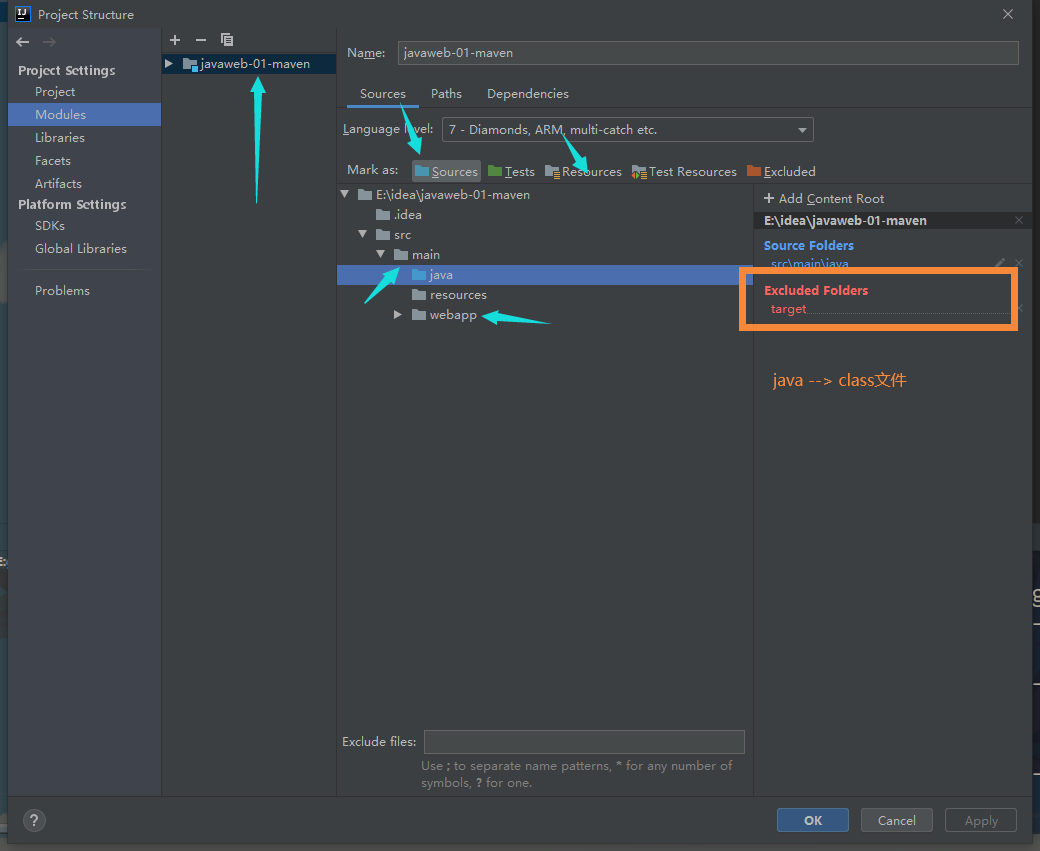 Project Structure
Project Settings
Project
Modules
Libraries
Facets
Artifacts
Platform Settings
SDKs
Global Libraries
Problems
javaweb-01-maven
Name: javaweb-01-maven
Sources Paths Dependencies
Language level: 7 - Diamonds, ARM, multi-catch etc.
Mark as: Sources Tests Resources Test Resources Excluded
E:\idea\javaweb-01-maven
.idea
src
main
java
resources
webapp
+ Add Content Root
E:\idea\javaweb-01-maven
Source Folders
src\main\java
Excluded Folders
target
java --> class文件
Exclude files:
Use ; to separate name patterns, * for any number of
symbols, ? for one.
?
OK Cancel Apply